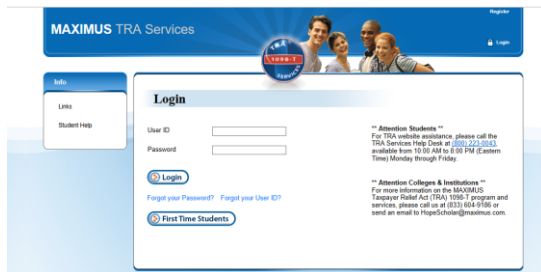 Register
MAXIMUS TRA Services
Login
TRA
1098-T
SERVICES
Info
Links
Student Help
Login
User ID
Password
Login
Forgot your Password? Forgot your User ID?
First Time Students
** Attention Students **
For TRA website assistance, please call the
TRA Services Help Desk at (800) 223-0043,
available from 10:00 AM to 8:00 PM (Eastern
Time) Monday through Friday.
** Attention Colleges & Institutions **
For more information on the MAXIMUS
Taxpayer Relief Act (TRA) 1098-T program and
services, please call us at (833) 604-9186 or
send an email to HopeScholar@maximus.com.